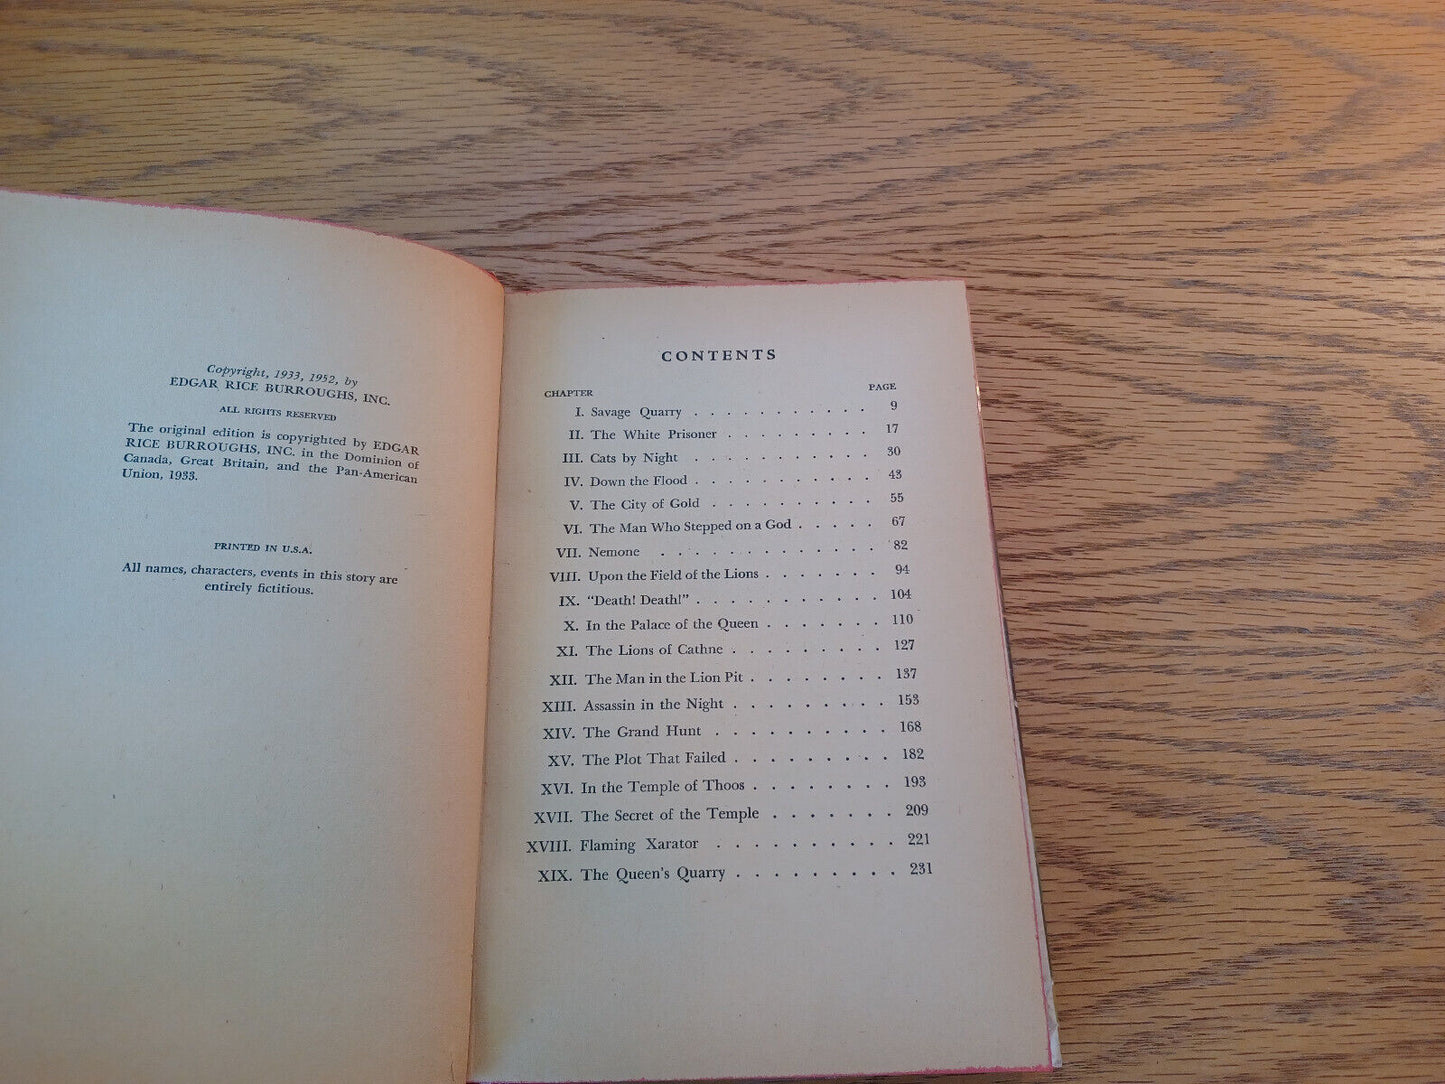 Copyright, 1933, 1952, by
EDGAR RICE BURROUGHS, INC.
ALL RIGHTS RESERVED
The original edition is copyrighted by EDGAR
RICE BURROUGHS, INC. in the Dominion of
Canada, Great Britain, and the Pan-American
Union, 1933.
PRINTED IN U.S.A.
All names, characters, events in this story are
entirely fictitious.
CONTENTS
CHAPTER PAGE
I. Savage Quarry . . . . . . . . . . . 9
II. The White Prisoner . . . . . . . . . 17
III. Cats by Night . . . . . . . . . . . 30
IV. Down the Flood . . . . . . . . . . . 43
V. The City of Gold . . . . . . . . . . 55
VI. The Man Who Stepped on a God . . . . . 67
VII. Nemone . . . . . . . . . . . . . 82
VIII. Upon the Field of the Lions . . . . . . . 94
IX. "Death! Death!" . . . . . . . . . . . 104
X. In the Palace of the Queen . . . . . . . 110
XI. The Lions of Cathne . . . . . . . . . 127
XII. The Man in the Lion Pit . . . . . . . . 137
XIII. Assassin in the Night . . . . . . . . . 153
XIV. The Grand Hunt . . . . . . . . . . 168
XV. The Plot That Failed . . . . . . . . . 182
XVI. In the Temple of Thoos . . . . . . . . 193
XVII. The Secret of the Temple . . . . . . . 209
XVIII. Flaming Xarator . . . . . . . . . . 221
XIX. The Queen's Quarry . . . . . . . . . 231